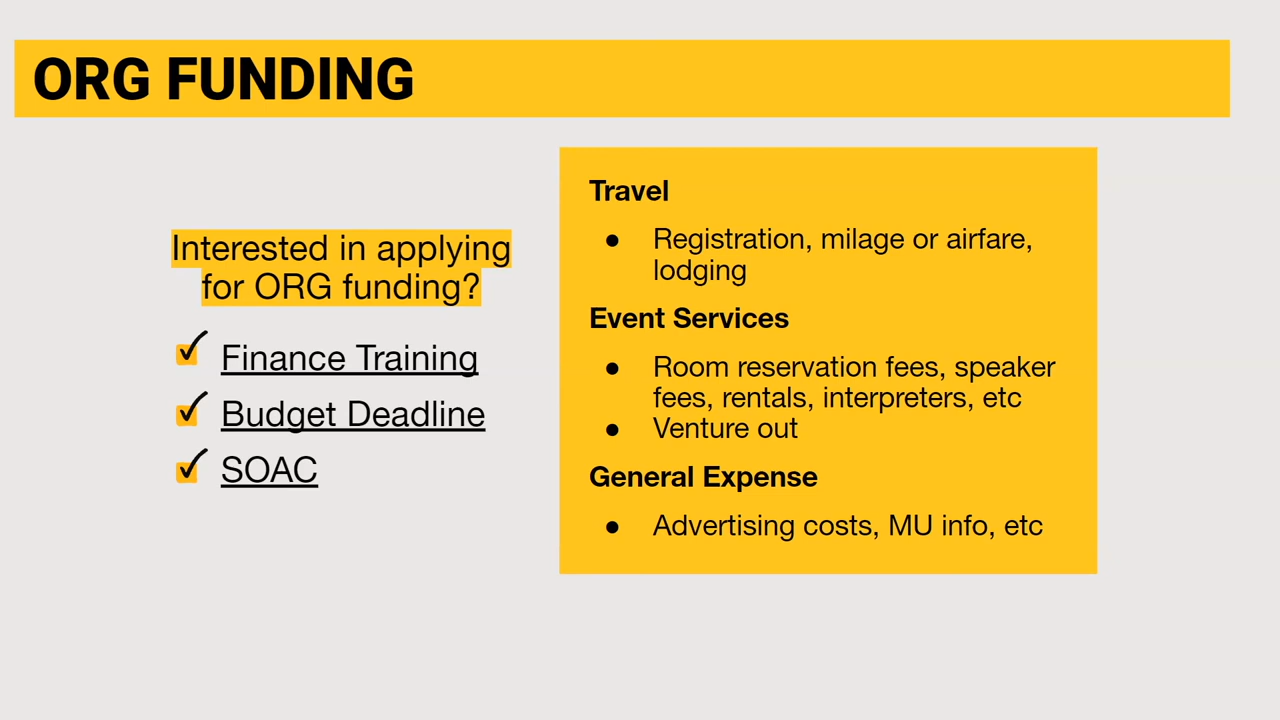 ORG FUNDING
Interested in applying
for ORG funding?
Finance Training
Budget Deadline
SOAC
Travel
● Registration, milage or airfare,
lodging
Event Services
● Room reservation fees, speaker
fees, rentals, interpreters, etc
● Venture out
General Expense
● Advertising costs, MU info, etc